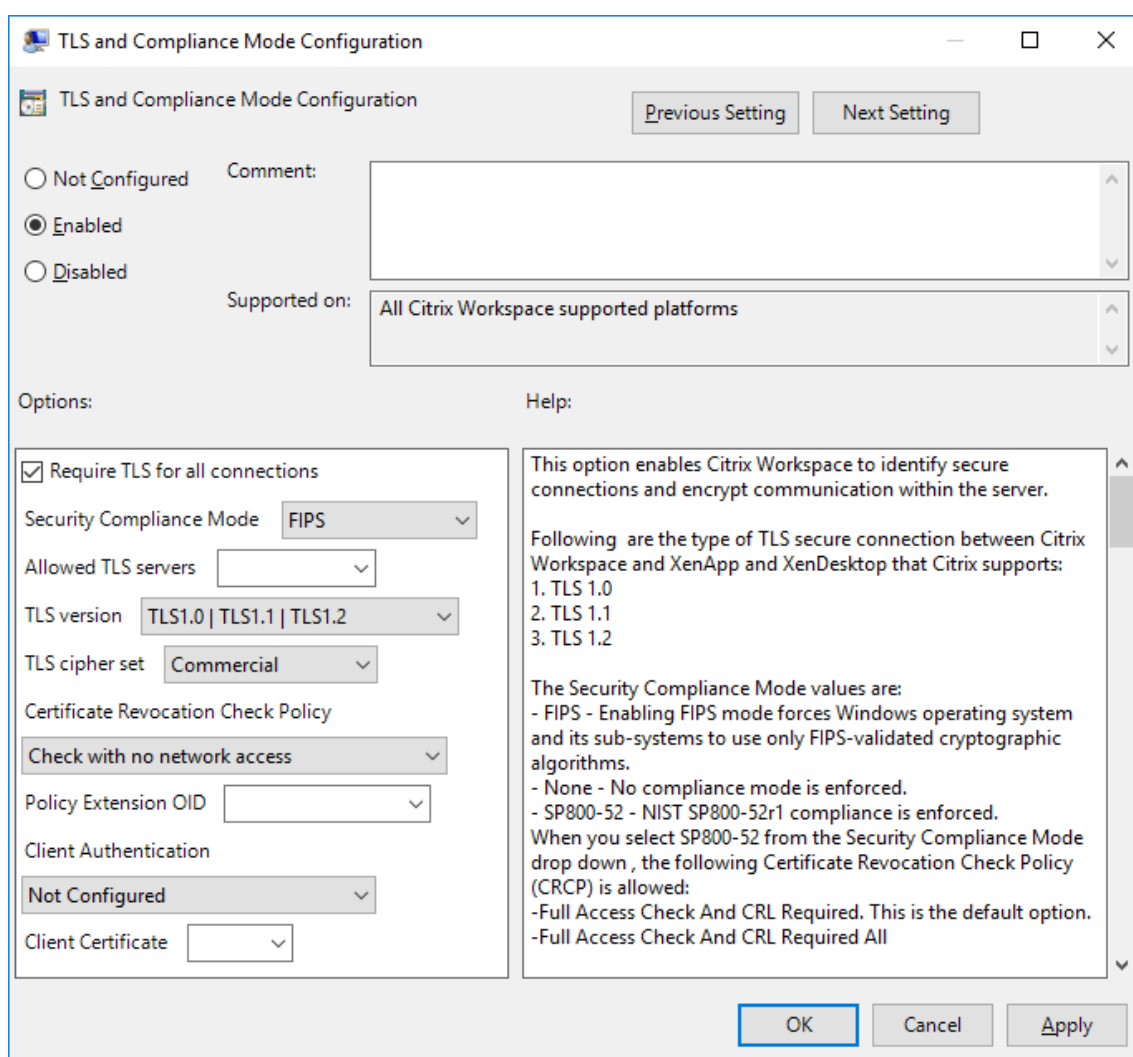 TLS and Compliance Mode Configuration
TLS and Compliance Mode Configuration
Previous Setting
Next Setting
Not Configured
Comment:
Enabled
Disabled
Supported on:
All Citrix Workspace supported platforms
Options:
Help:
Require TLS for all connections
Security Compliance Mode FIPS
Allowed TLS servers
TLS version TLS1.0 | TLS1.1 | TLS1.2
TLS cipher set Commercial
Certificate Revocation Check Policy
Check with no network access
Policy Extension OID
Client Authentication
Not Configured
Client Certificate
This option enables Citrix Workspace to identify secure
connections and encrypt communication within the server.
Following  are the type of TLS secure connection between Citrix
Workspace and XenApp and XenDesktop that Citrix supports:
1. TLS 1.0
2. TLS 1.1
3. TLS 1.2
The Security Compliance Mode values are:
- FIPS - Enabling FIPS mode forces Windows operating system
and its sub-systems to use only FIPS-validated cryptographic
algorithms.
- None - No compliance mode is enforced.
- SP800-52 - NIST SP800-52r1 compliance is enforced.
When you select SP800-52 from the Security Compliance Mode
drop down , the following Certificate Revocation Check Policy
(CRCP) is allowed:
-Full Access Check And CRL Required. This is the default option.
-Full Access Check And CRL Required All
OK
Cancel
Apply